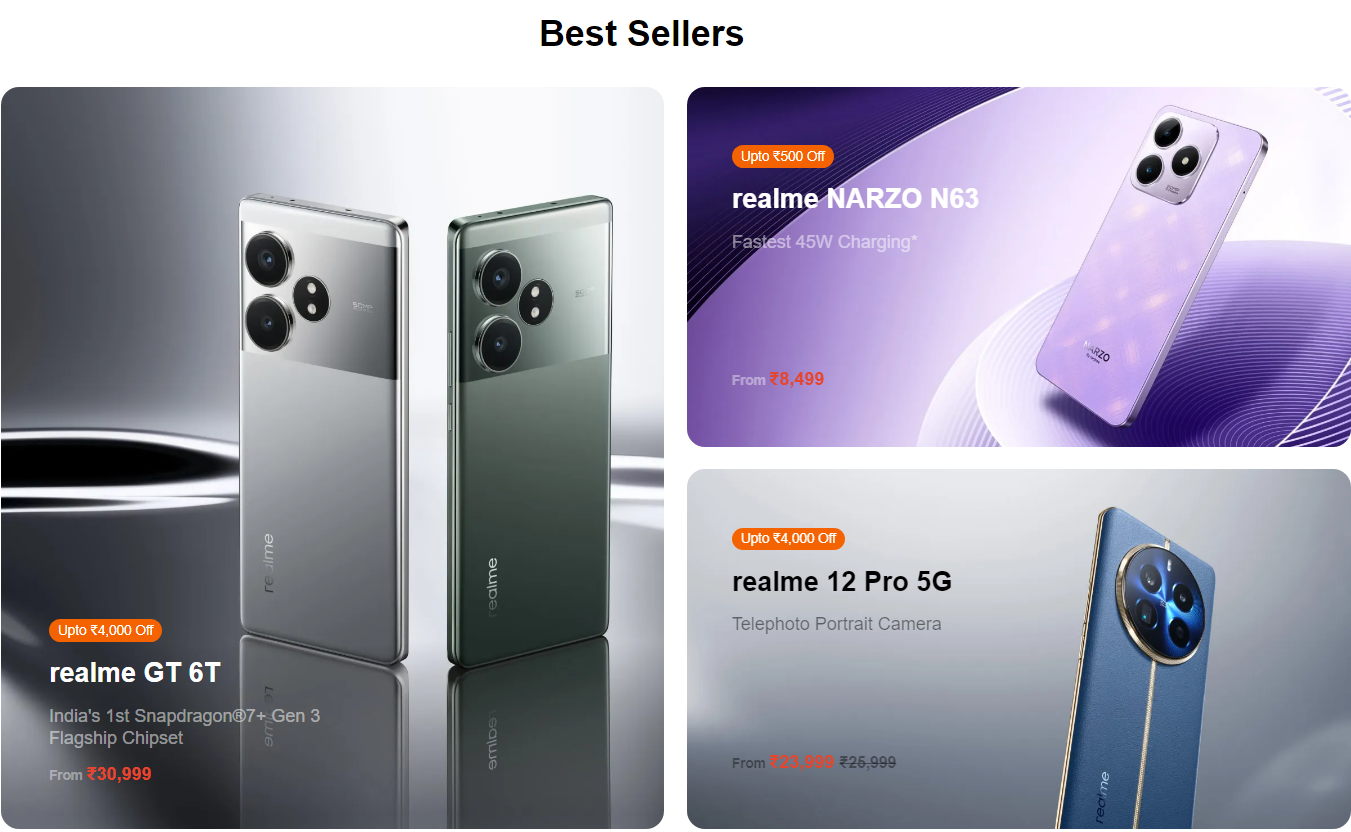 Best Sellers
50MP
realme
realme
Upto ₹4,000 Off
realme GT 6T
India's 1st Snapdragon®7+ Gen 3
Flagship Chipset
From ₹30,999
Upto ₹500 Off
realme NARZO N63
Fastest 45W Charging*
From ₹8,499
NARZO
Upto ₹4,000 Off
realme 12 Pro 5G
Telephoto Portrait Camera
From ₹23,999 ₹25,999
realme